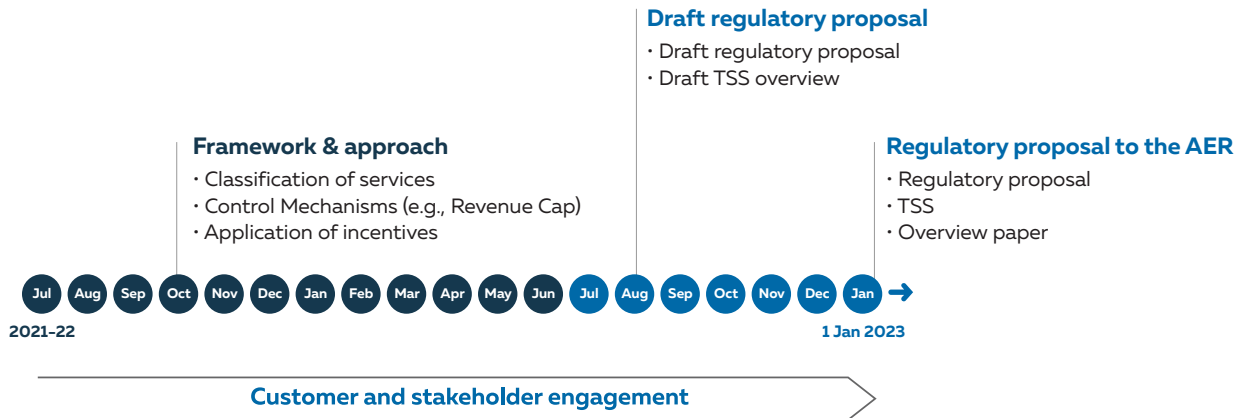 Draft regulatory proposal
· Draft regulatory proposal
· Draft TSS overview
Framework & approach
· Classification of services
· Control Mechanisms (e.g., Revenue Cap)
· Application of incentives
Regulatory proposal to the AER
· Regulatory proposal
· TSS
· Overview paper
Jul Aug Sep Oct Nov Dec Jan Feb Mar Apr May Jun Jul Aug Sep Oct Nov Dec Jan
2021-22
1 Jan 2023
Customer and stakeholder engagement